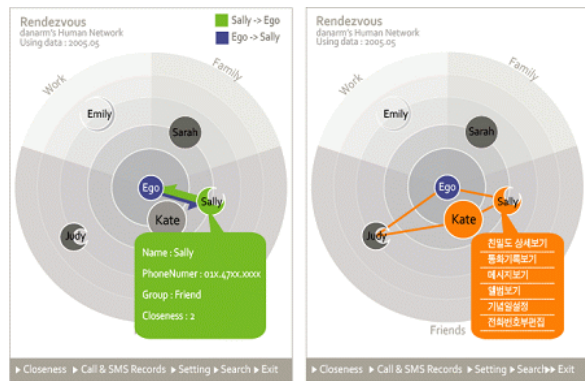 Rendezvous
danarm's Human Network
Using data : 2005.05
Sally -> Ego
Ego -> Sally
Work
Family
Emily
Sarah
Ego
Sally
Kate
Judy
Name : Sally
PhoneNumer : 01x.47xx.xxxx
Group : Friend
Closeness : 2
▶ Closeness ▶ Call & SMS Records ▶ Setting ▶ Search ▶ Exit
Rendezvous
danarm's Human Network
Using data : 2005.05
Work
Family
Emily
Sarah
Ego
Sally
Kate
Judy
친밀도 상세보기
통화기록보기
메시지보기
앨범보기
기념일설정
전화번호부편집
Friends
▶ Closeness ▶ Call & SMS Records ▶ Setting ▶ Search ▶▶ Exit